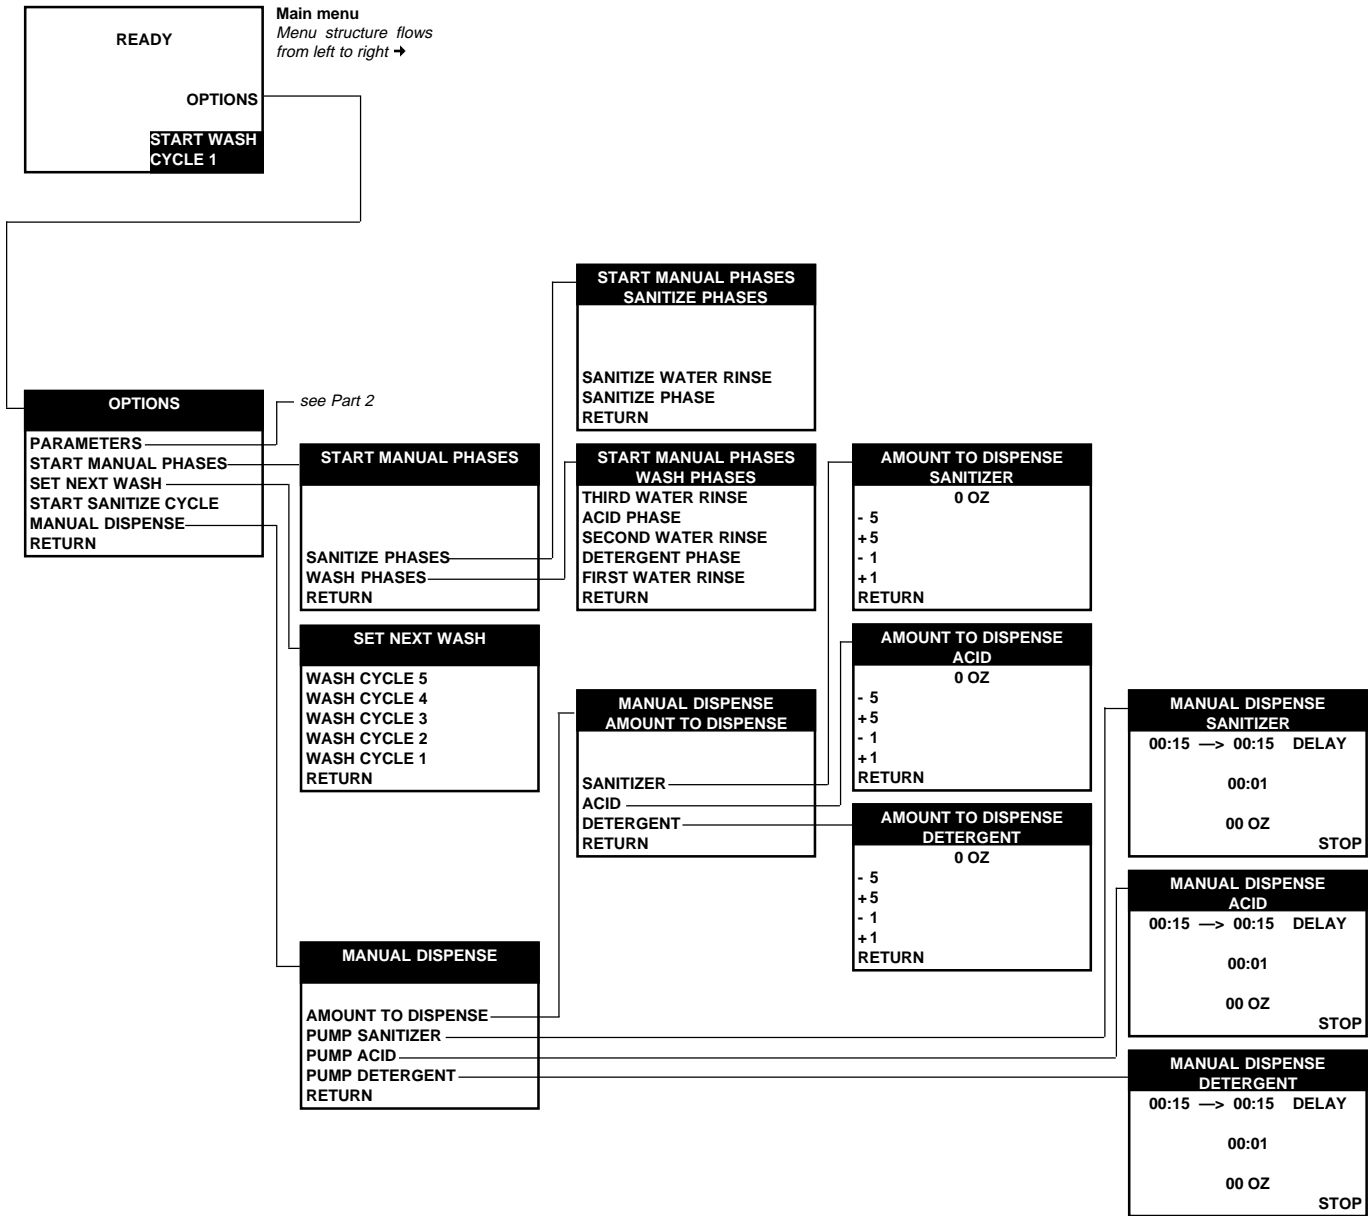 READY
OPTIONS
START WASH
CYCLE 1
Main menu
Menu structure flows
from left to right ➜
OPTIONS
PARAMETERS
START MANUAL PHASES
SET NEXT WASH
START SANITIZE CYCLE
MANUAL DISPENSE
RETURN
see Part 2
START MANUAL PHASES
SANITIZE PHASES
WASH PHASES
RETURN
SET NEXT WASH
WASH CYCLE 5
WASH CYCLE 4
WASH CYCLE 3
WASH CYCLE 2
WASH CYCLE 1
RETURN
MANUAL DISPENSE
AMOUNT TO DISPENSE
PUMP SANITIZER
PUMP ACID
PUMP DETERGENT
RETURN
START MANUAL PHASES
SANITIZE PHASES
SANITIZE WATER RINSE
SANITIZE PHASE
RETURN
START MANUAL PHASES
WASH PHASES
THIRD WATER RINSE
ACID PHASE
SECOND WATER RINSE
DETERGENT PHASE
FIRST WATER RINSE
RETURN
MANUAL DISPENSE
AMOUNT TO DISPENSE
SANITIZER
ACID
DETERGENT
RETURN
AMOUNT TO DISPENSE
SANITIZER
0 OZ
- 5
+ 5
- 1
+ 1
RETURN
AMOUNT TO DISPENSE
ACID
0 OZ
- 5
+ 5
- 1
+ 1
RETURN
AMOUNT TO DISPENSE
DETERGENT
0 OZ
- 5
+ 5
- 1
+ 1
RETURN
MANUAL DISPENSE
SANITIZER
00:15 —> 00:15 DELAY
00:01
00 OZ
STOP
MANUAL DISPENSE
ACID
00:15 —> 00:15 DELAY
00:01
00 OZ
STOP
MANUAL DISPENSE
DETERGENT
00:15 —> 00:15 DELAY
00:01
00 OZ
STOP